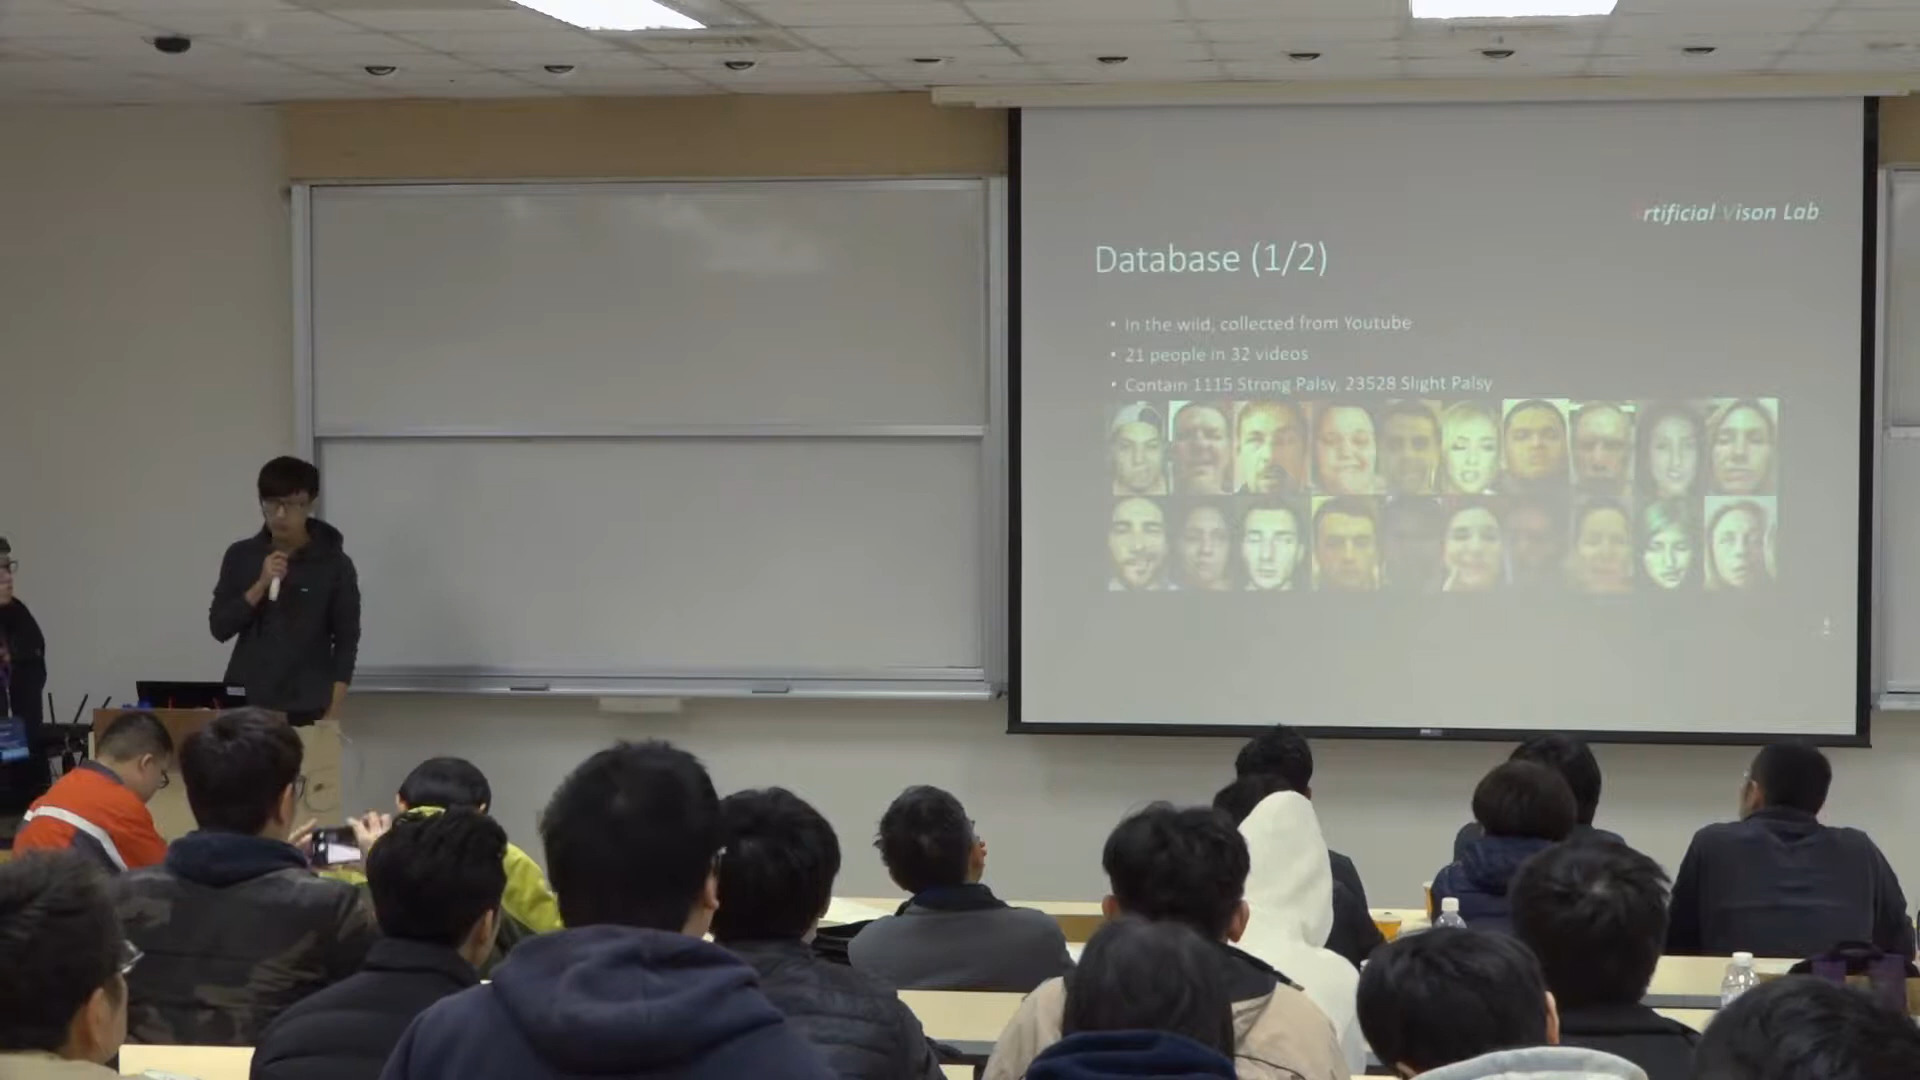 rtificial Vison Lab
Database (1/2)
• In the wild, collected from Youtube
• 21 people in 32 videos
• Contain 1115 Strong Palsy, 23528 Slight Palsy